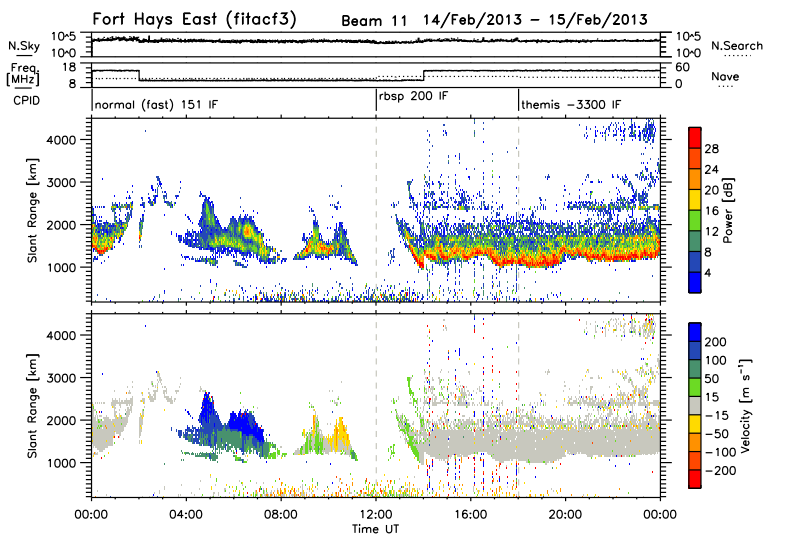 Fort Hays East (fitacf3) Beam 11 14/Feb/2013 - 15/Feb/2013
N.Sky 10^-5 10^-5 N.Search
10^-0 10^-0
Freq. 18 60 Nave
[MHz] 8 0
CPID normal (fast) 151 IF rbsp 200 IF themis -3300 IF
Slant Range [km]
4000
3000
2000
1000
28
24
20
16
12
8
4
Power [dB]
Slant Range [km]
4000
3000
2000
1000
200
100
50
15
-15
-50
-100
-200
Velocity [m s⁻¹]
00:00 04:00 08:00 12:00 16:00 20:00 00:00
Time UT